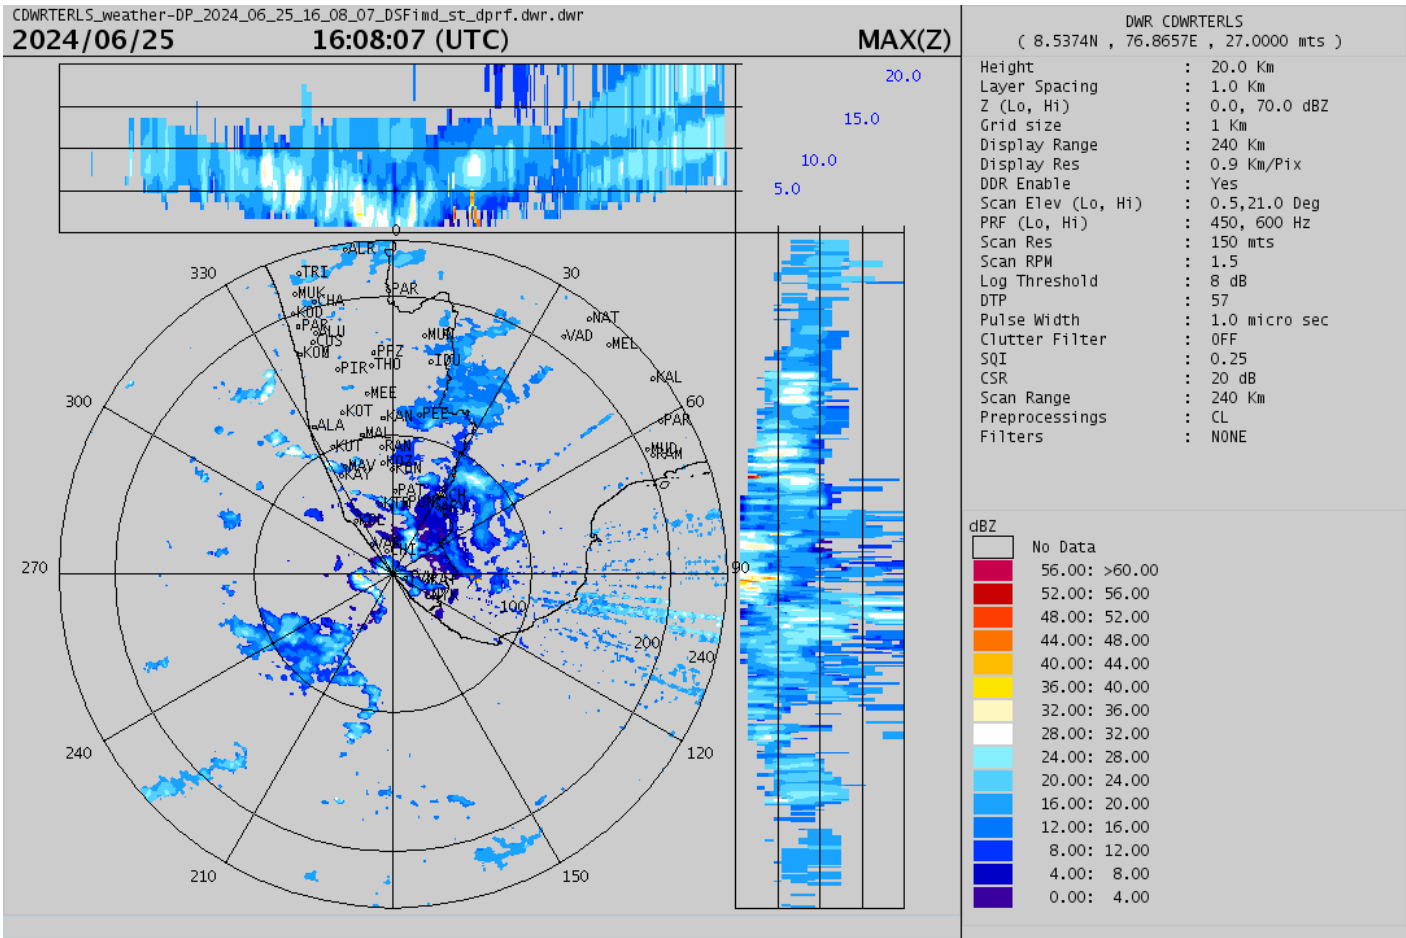 CDWRTERLS_weather-DP_2024_06_25_16_08_07_DSFimd_st_dprf.dwr.dwr
2024/06/25 16:08:07 (UTC) MAX(Z)
20.0
15.0
10.0
5.0
0
ALR
330 TRI 30
MUK PAR
CHA
KOD NAT
PAR
ALU MUN VAD
CUS MEL
KOM PFZ IDU
PIR THO
KAL
MEE
300 60
KOT KAN PEE PAR
ALA
MAL
KUT RAN MUD
RAM
KOZ
MAV KON
KAY
PAT ACH
PUN
KOL
270 90
100
200
240
240 120
210 150
DWR CDWRTERLS
( 8.5374N , 76.8657E , 27.0000 mts )
Height : 20.0 Km
Layer Spacing : 1.0 Km
Z (Lo, Hi) : 0.0, 70.0 dBZ
Grid size : 1 Km
Display Range : 240 Km
Display Res : 0.9 Km/Pix
DDR Enable : Yes
Scan Elev (Lo, Hi) : 0.5,21.0 Deg
PRF (Lo, Hi) : 450, 600 Hz
Scan Res : 150 mts
Scan RPM : 1.5
Log Threshold : 8 dB
DTP : 57
Pulse Width : 1.0 micro sec
Clutter Filter : OFF
SQI : 0.25
CSR : 20 dB
Scan Range : 240 Km
Preprocessings : CL
Filters : NONE
dBZ
No Data
56.00: >60.00
52.00: 56.00
48.00: 52.00
44.00: 48.00
40.00: 44.00
36.00: 40.00
32.00: 36.00
28.00: 32.00
24.00: 28.00
20.00: 24.00
16.00: 20.00
12.00: 16.00
8.00: 12.00
4.00: 8.00
0.00: 4.00